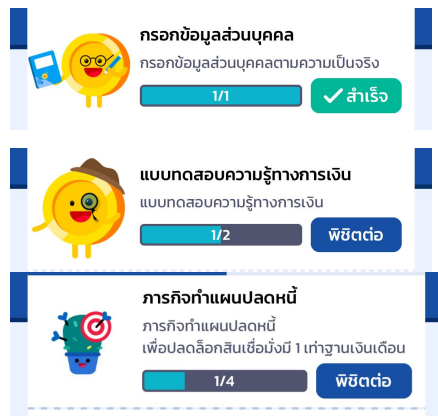 กรอกข้อมูลส่วนบุคคล
กรอกข้อมูลส่วนบุคคลตามความเป็นจริง
1/1
สำเร็จ
แบบทดสอบความรู้ทางการเงิน
แบบทดสอบความรู้ทางการเงิน
1/2
พิชิตต่อ
ภารกิจทำแผนปลดหนี้
ภารกิจทำแผนปลดหนี้
เพื่อปลดล็อกสินเชื่อมั่งมี 1 เท่าฐานเงินเดือน
1/4
พิชิตต่อ